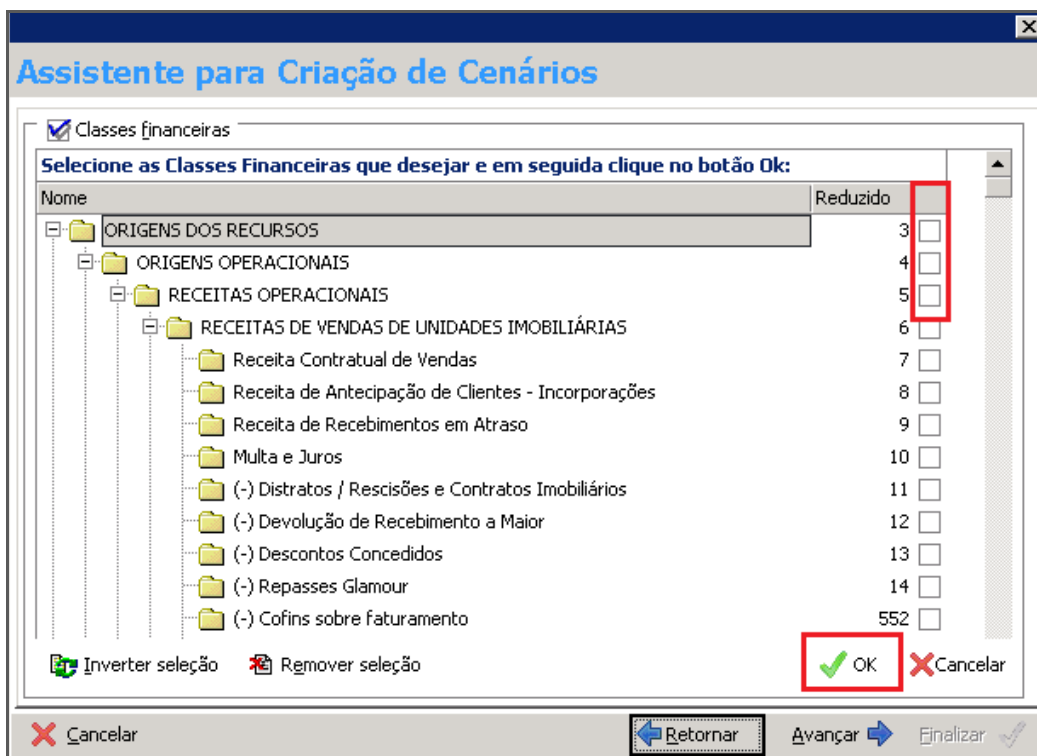 Assistente para Criação de Cenários
Classes financeiras
Selecione as Classes Financeiras que desejar e em seguida clique no botão Ok:
Nome Reduzido
ORIGENS DOS RECURSOS 3
ORIGENS OPERACIONAIS 4
RECEITAS OPERACIONAIS 5
RECEITAS DE VENDAS DE UNIDADES IMOBILIÁRIAS 6
Receita Contratual de Vendas 7
Receita de Antecipação de Clientes - Incorporações 8
Receita de Recebimentos em Atraso 9
Multa e Juros 10
(-) Distratos / Rescisões e Contratos Imobiliários 11
(-) Devolução de Recebimento a Maior 12
(-) Descontos Concedidos 13
(-) Repasses Glamour 14
(-) Cofins sobre faturamento 552
Inverter seleção Remover seleção OK Cancelar
Cancelar Retornar Avançar Finalizar